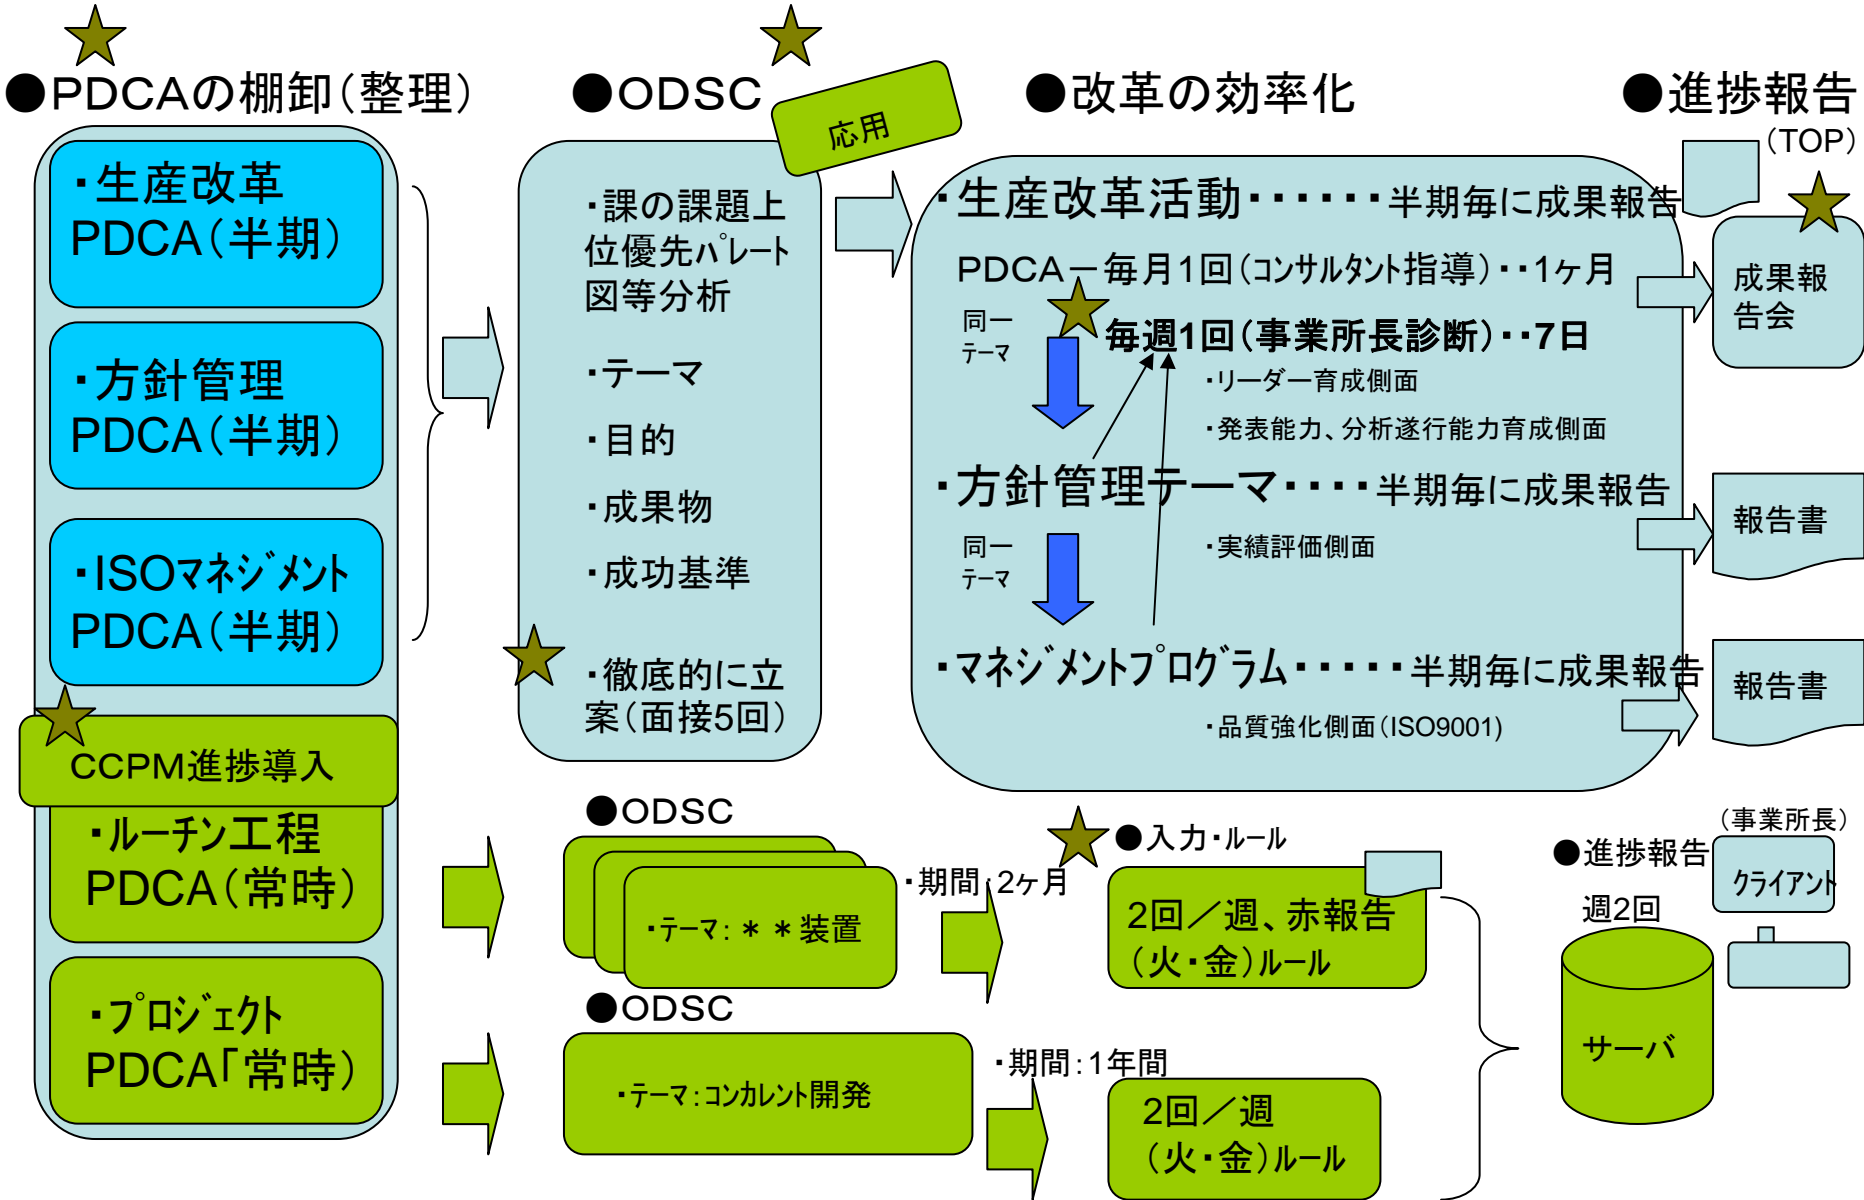 ●PDCAの棚卸(整理)
・生産改革
PDCA(半期)
・方針管理
PDCA(半期)
・ISOマネジメント
PDCA(半期)
CCPM進捗導入
・ルーチン工程
PDCA(常時)
・プロジェクト
PDCA「常時)
●ODSC
応用
・課の課題上
位優先パレート
図等分析
・テーマ
・目的
・成果物
・成功基準
・徹底的に立
案(面接5回)
●改革の効率化
・生産改革活動・・・・・・半期毎に成果報告
PDCA－毎月1回(コンサルタント指導)・・1ヶ月
同一
テーマ
毎週1回(事業所長診断)・・7日
・リーダー育成側面
・発表能力、分析遂行能力育成側面
・方針管理テーマ・・・・半期毎に成果報告
同一
テーマ
・実績評価側面
・マネジメントプログラム・・・・・半期毎に成果報告
・品質強化側面(ISO9001)
●進捗報告
(TOP)
成果報
告会
報告書
報告書
●ODSC
・テーマ:＊＊装置
・期間:2ヶ月
●入力・ルール
2回／週、赤報告
(火・金)ルール
●ODSC
・テーマ:コンカレント開発
・期間:1年間
2回／週
(火・金)ルール
(事業所長)
●進捗報告
クライアント
週2回
サーバ